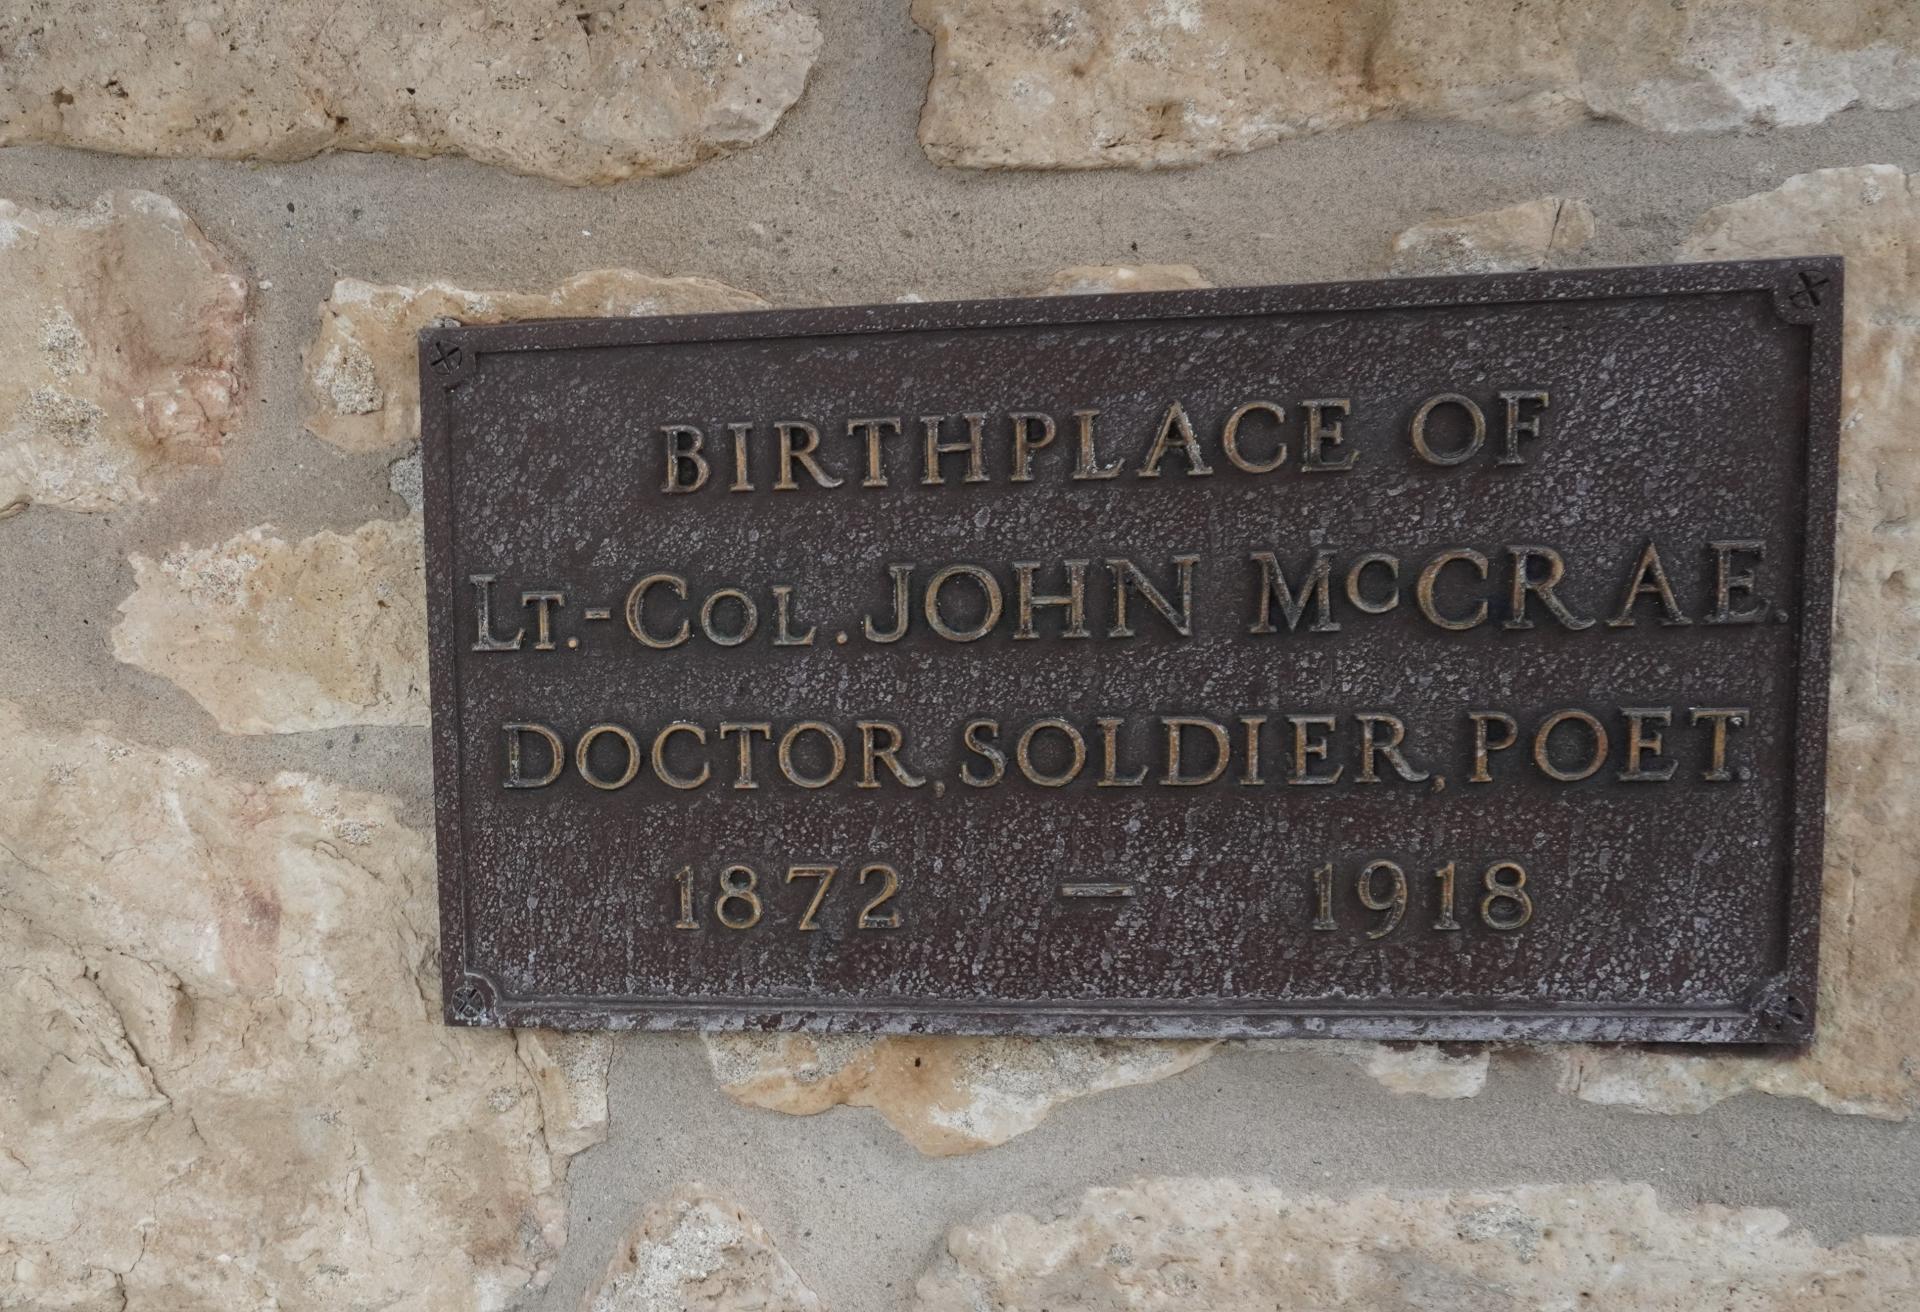 BIRTHPLACE OF
LT.-COL. JOHN McCRAE.
DOCTOR, SOLDIER, POET.
1872 — 1918